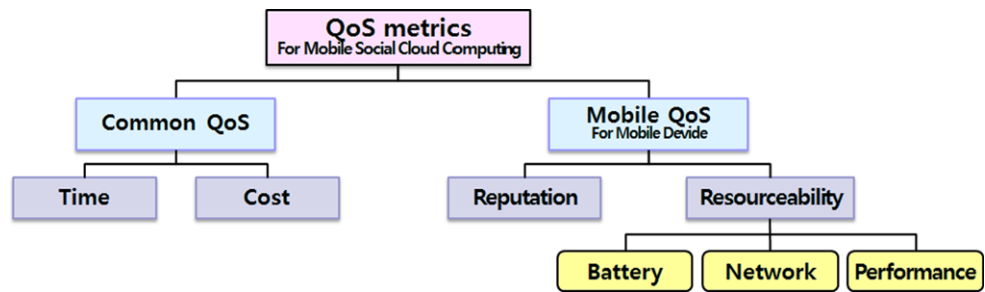 QoS metrics
For Mobile Social Cloud Computing
Common QoS
Mobile QoS
For Mobile Devide
Time
Cost
Reputation
Resourceability
Battery
Network
Performance